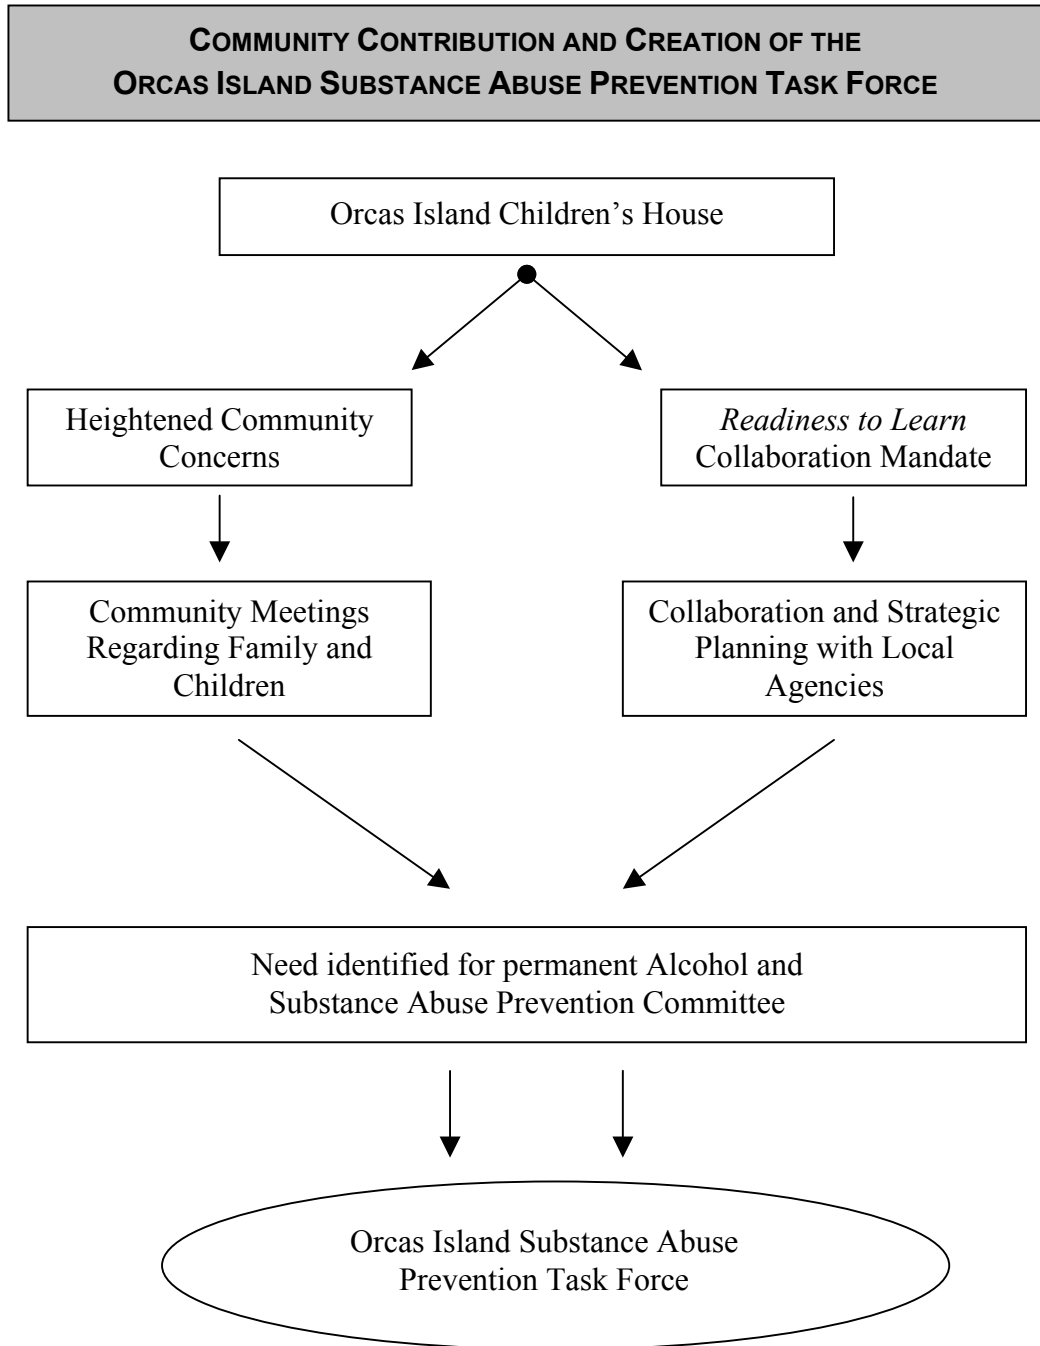 COMMUNITY CONTRIBUTION AND CREATION OF THE
ORCAS ISLAND SUBSTANCE ABUSE PREVENTION TASK FORCE
Orcas Island Children’s House
Heightened Community
Concerns
Readiness to Learn
Collaboration Mandate
Community Meetings
Regarding Family and
Children
Collaboration and Strategic
Planning with Local
Agencies
Need identified for permanent Alcohol and
Substance Abuse Prevention Committee
Orcas Island Substance Abuse
Prevention Task Force